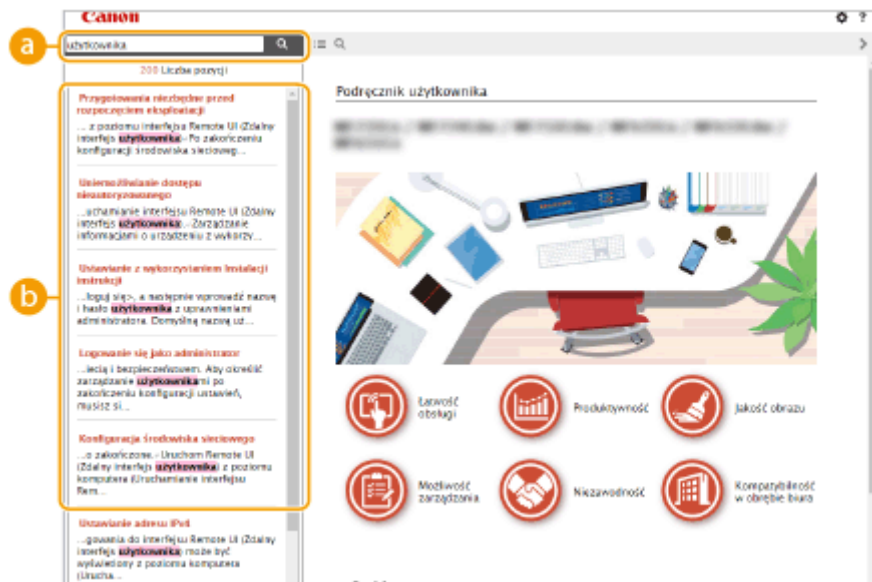 Canon
?
a
użytkownika
200 Liczba pozycji
b
Przygotowania niezbędne przed
rozpoczęciem eksploatacji
... z poziomu interfejsu Remote UI (Zdalny
interfejs użytkownika).- Po zakończeniu
konfiguracji środowiska siecioweg...
Uniemożliwianie dostępu
nieautoryzowanego
...uchamianie interfejsu Remote UI (Zdalny
interfejs użytkownika).-Zarządzanie
informacjami o urządzeniu z wykorzy...
Ustawianie z wykorzystaniem Instalacji
instrukcji
...loguj się>, a następnie wprowadź nazwę
i hasło użytkownika z uprawnieniami
administratora. Domyślną nazwą uż...
Logowanie się jako administrator
...iecią i bezpieczeństwem. Aby określić
zarządzanie użytkownikami po
zakończeniu konfiguracji ustawień,
musisz si...
Konfiguracja środowiska sieciowego
...o zakończone.- Uruchom Remote UI
(Zdalny interfejs użytkownika) z poziomu
komputera (Uruchamianie interfejsu
Rem...
Ustawianie adresu IPv4
...gowania do interfejsu Remote UI (Zdalny
interfejs użytkownika) może być
wyświetlony z poziomu komputera
(Urucha...
Podręcznik użytkownika
Łatwość
obsługi
Produktywność
Jakość obrazu
Możliwość
zarządzania
Niezawodność
Kompatybilność
w obrębie biura